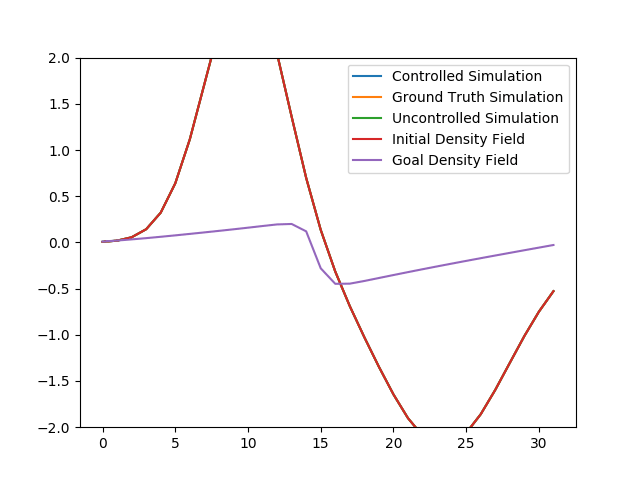 2.0
1.5
1.0
0.5
0.0
−0.5
−1.0
−1.5
−2.0
0 5 10 15 20 25 30
Controlled Simulation
Ground Truth Simulation
Uncontrolled Simulation
Initial Density Field
Goal Density Field